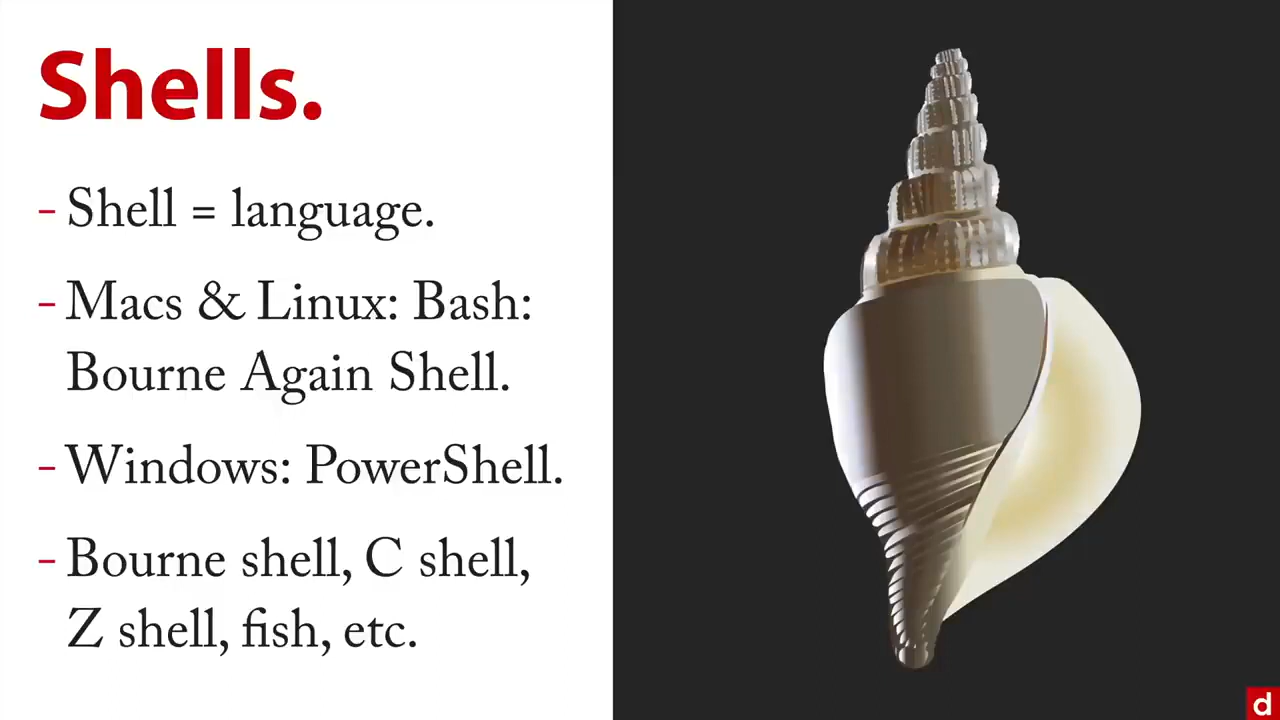 Shells.
– Shell = language.
– Macs & Linux: Bash:
Bourne Again Shell.
– Windows: PowerShell.
– Bourne shell, C shell,
Z shell, fish, etc.
d